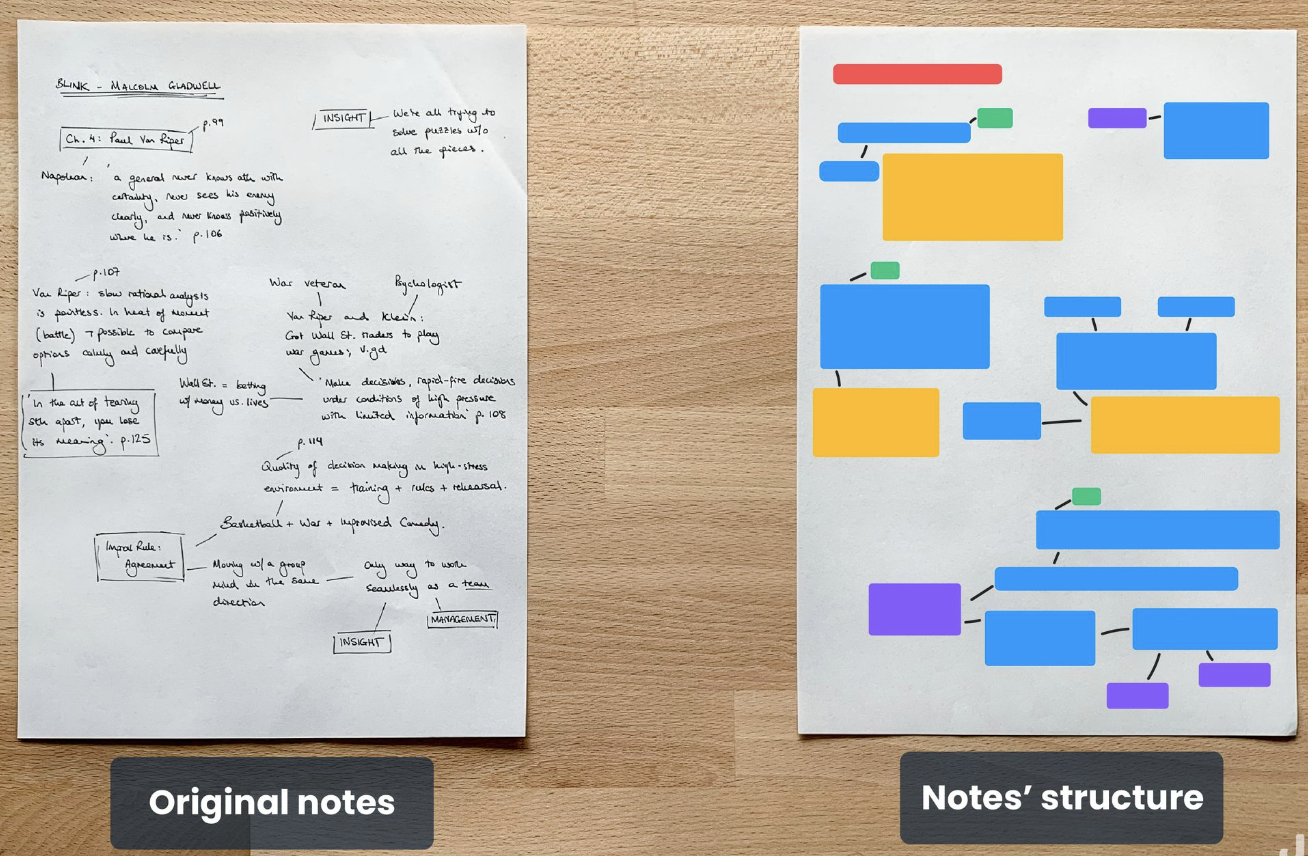 BLINK - MALCOLM GLADWELL
p.99
Ch. 4: Paul Van Riper
INSIGHT
We're all trying to
solve puzzles w/o
all the pieces.
Napoleon:
' a general never knows sth with
certainty, never sees his enemy
clearly, and never knows positively
where he is.' p.106
p.107
Van Riper: slow rational analysis
is pointless. In heat of moment
(battle) → possible to compare
options calmly and carefully
'In the act of tearing
sth apart, you lose
its meaning'. p.125
War veteran
Psychologist
Van Riper and Klein:
Got Wall St. traders to play
war games; v.gd
Wall St. = betting
w/ money vs. lives
'Make decisions, rapid-fire decisions
under conditions of high pressure
with limited information' p.108
p.114
Quality of decision making in high-stress
environment = training + rules + rehearsal.
Basketball + War + Improvised Comedy.
Improv Rule:
Agreement
Moving w/ a group
mind in the same
direction
Only way to work
seamlessly as a team
MANAGEMENT
INSIGHT
Original notes
Notes' structure